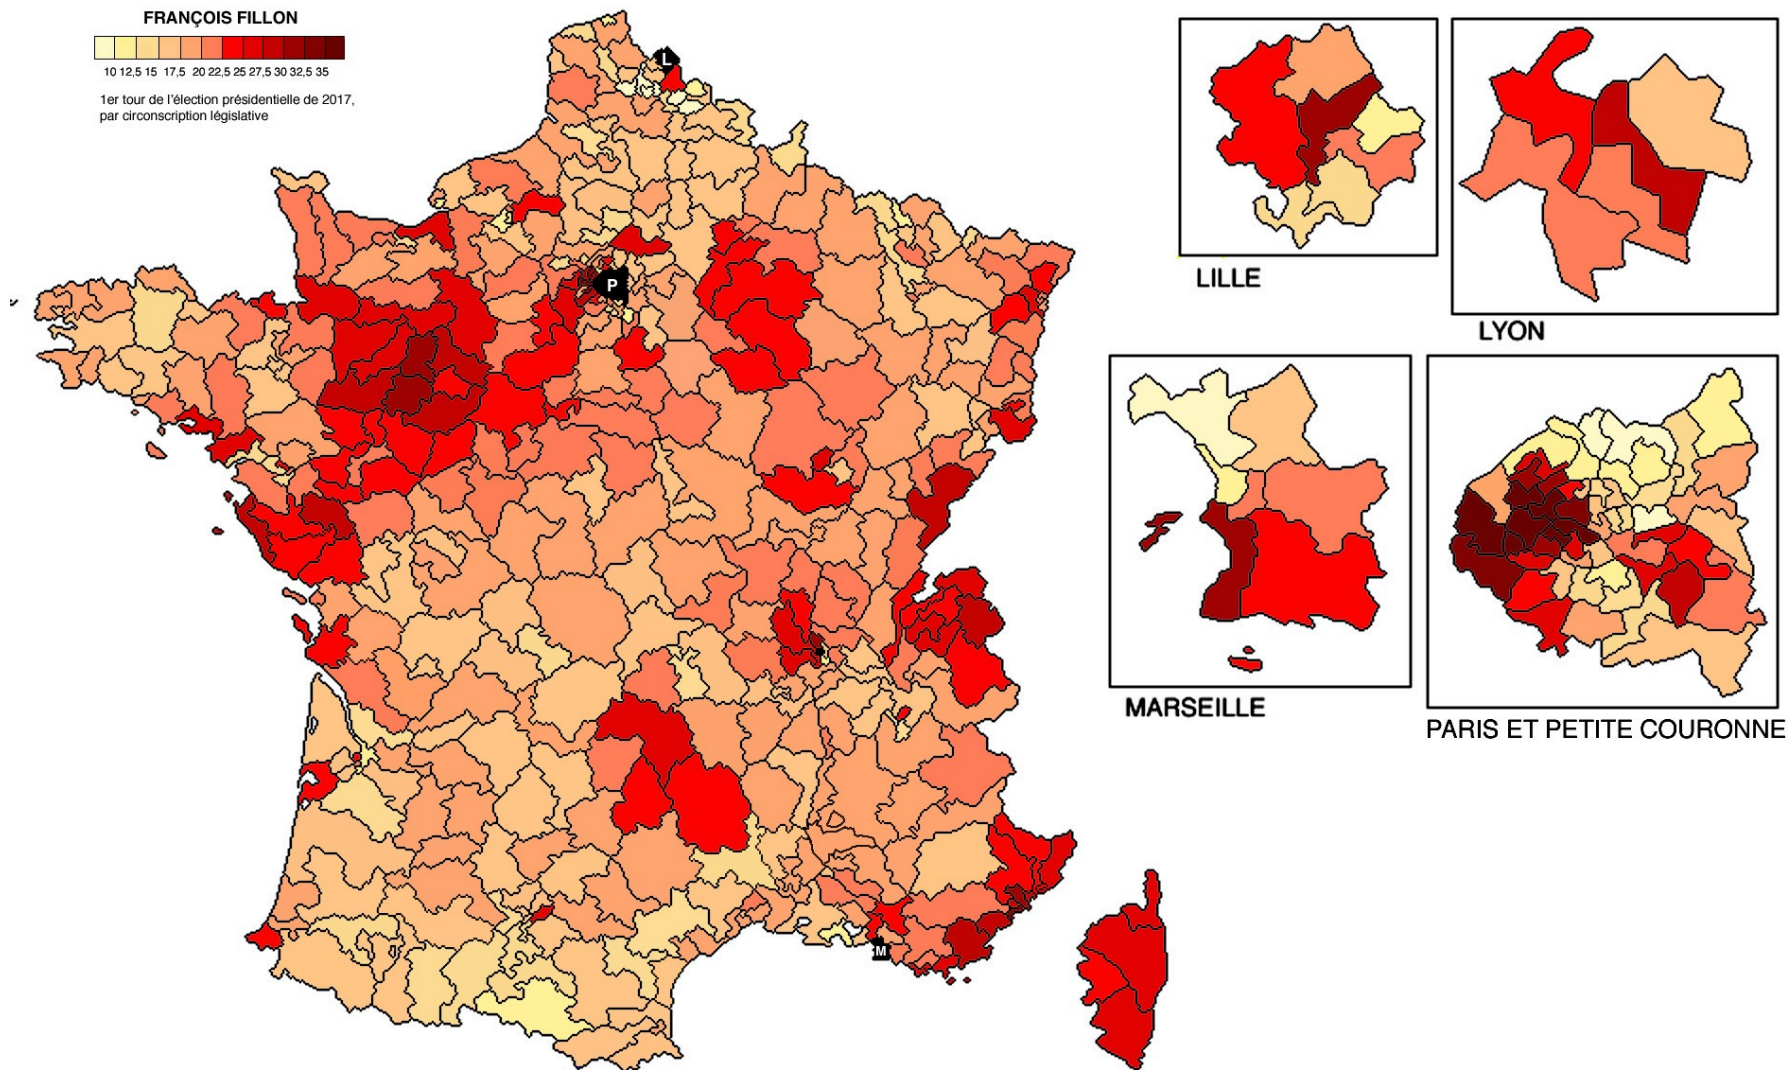 FRANÇOIS FILLON
10 12,5 15 17,5 20 22,5 25 27,5 30 32,5 35
1er tour de l'élection présidentielle de 2017,
par circonscription législative
L
P
M
LILLE
LYON
MARSEILLE
PARIS ET PETITE COURONNE